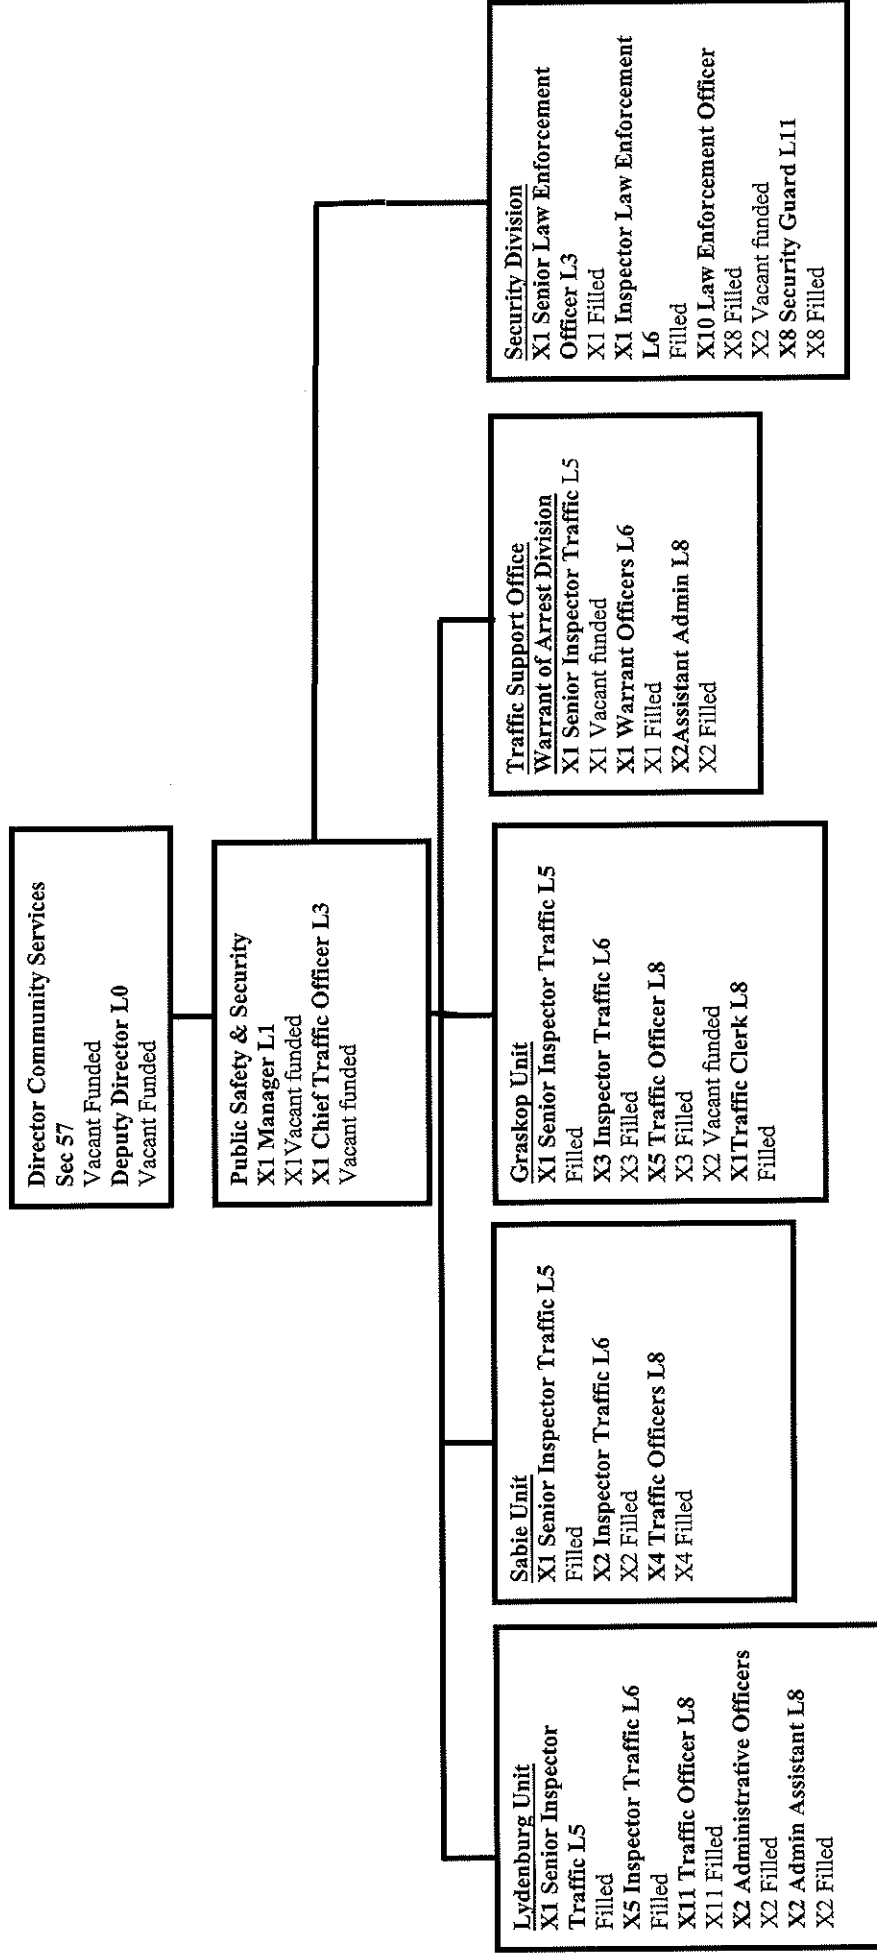 Director Community Services
Sec 57
Vacant Funded
Deputy Director L0
Vacant Funded
Public Safety & Security
X1 Manager L1
X1Vacant funded
X1 Chief Traffic Officer L3
Vacant funded
Lydenburg Unit
X1 Senior Inspector
Traffic L5
Filled
X5 Inspector Traffic L6
Filled
X11 Traffic Officer L8
X11 Filled
X2 Administrative Officers
X2 Filled
X2 Admin Assistant L8
X2 Filled
Sabie Unit
X1 Senior Inspector Traffic L5
Filled
X2 Inspector Traffic L6
X2 Filled
X4 Traffic Officers L8
X4 Filled
Graskop Unit
X1 Senior Inspector Traffic L5
Filled
X3 Inspector Traffic L6
X3 Filled
X5 Traffic Officer L8
X3 Filled
X2 Vacant funded
X1Traffic Clerk L8
Filled
Traffic Support Office
Warrant of Arrest Division
X1 Senior Inspector Traffic L5
X1 Vacant funded
X1 Warrant Officers L6
X1 Filled
X2Assistant Admin L8
X2 Filled
Security Division
X1 Senior Law Enforcement
Officer L3
X1 Filled
X1 Inspector Law Enforcement
L6
Filled
X10 Law Enforcement Officer
X8 Filled
X2 Vacant funded
X8 Security Guard L11
X8 Filled